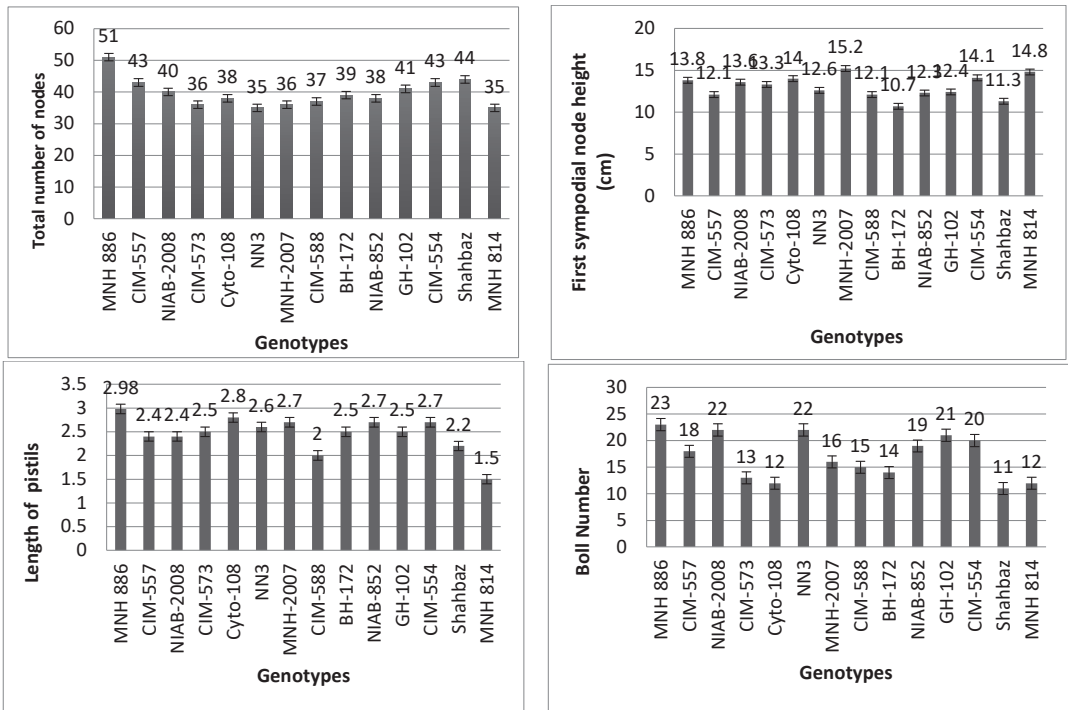 Total number of nodes
60
50
40
30
20
10
0
51
43
40
36
38
35
36
37
39
38
41
43
44
35
MNH 886
CIM-557
NIAB-2008
CIM-573
Cyto-108
NN3
MNH-2007
CIM-588
BH-172
NIAB-852
GH-102
CIM-554
Shahbaz
MNH 814
Genotypes
First sympodial node height
(cm)
20
15
10
5
0
13.8
12.1
13.6
13.3
14
12.6
15.2
12.1
10.7
12.3
12.4
14.1
11.3
14.8
MNH 886
CIM-557
NIAB-2008
CIM-573
Cyto-108
NN3
MNH-2007
CIM-588
BH-172
NIAB-852
GH-102
CIM-554
Shahbaz
MNH 814
Genotypes
Length of pistils
3.5
3
2.5
2
1.5
1
0.5
0
2.98
2.4
2.4
2.5
2.8
2.6
2.7
2
2.5
2.7
2.5
2.7
2.2
1.5
MNH 886
CIM-557
NIAB-2008
CIM-573
Cyto-108
NN3
MNH-2007
CIM-588
BH-172
NIAB-852
GH-102
CIM-554
Shahbaz
MNH 814
Genotypes
Boll Number
30
25
20
15
10
5
0
23
18
22
13
12
22
16
15
14
19
21
20
11
12
MNH 886
CIM-557
NIAB-2008
CIM-573
Cyto-108
NN3
MNH-2007
CIM-588
BH-172
NIAB-852
GH-102
CIM-554
Shahbaz
MNH 814
Genotypes